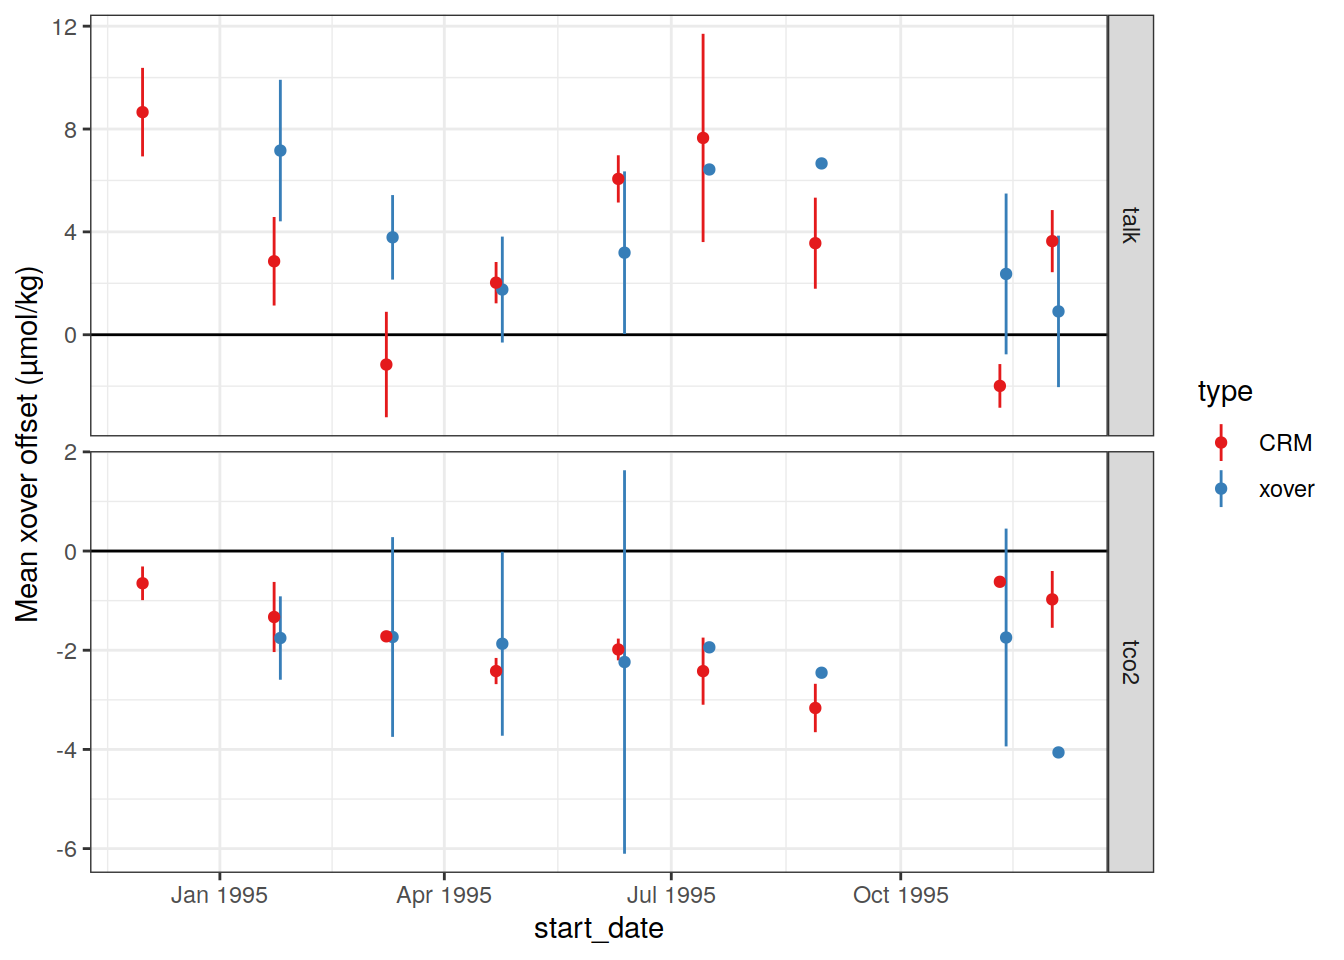 Mean xover offset (µmol/kg)
12
8
4
0
talk
2
0
-2
-4
-6
tco2
Jan 1995
Apr 1995
Jul 1995
Oct 1995
start_date
type
CRM
xover